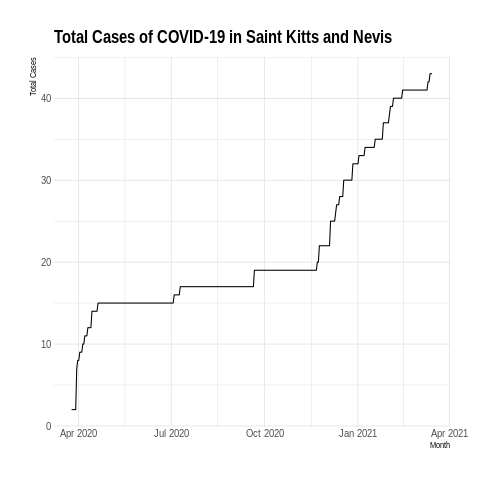 Total Cases of COVID-19 in Saint Kitts and Nevis
Total Cases
40
30
20
10
0
Apr 2020 Jul 2020 Oct 2020 Jan 2021 Apr 2021
Month